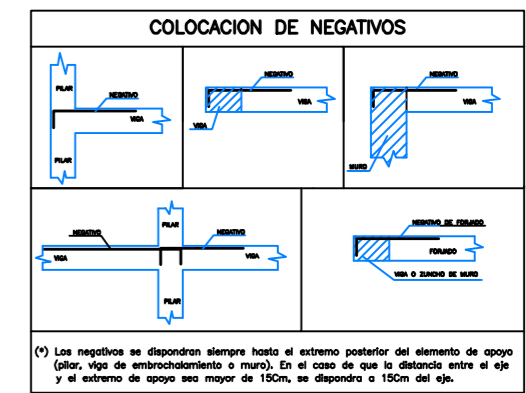 COLOCACION DE NEGATIVOS
PILAR
NEGATIVO
VIGA
PILAR
NEGATIVO
VIGA
VIGA
NEGATIVO
VIGA
MURO
PILAR
NEGATIVO
NEGATIVO
VIGA
VIGA
PILAR
NEGATIVO DE FORJADO
FORJADO
VIGA O ZUNCHO DE MURO
(*) Los negativos se dispondran siempre hasta el extremo posterior del elemento de apoyo
(pilar, viga de embrochalamiento o muro). En el caso de que la distancia entre el eje
y el extremo de apoyo sea mayor de 15Cm, se dispondra a 15Cm del eje.